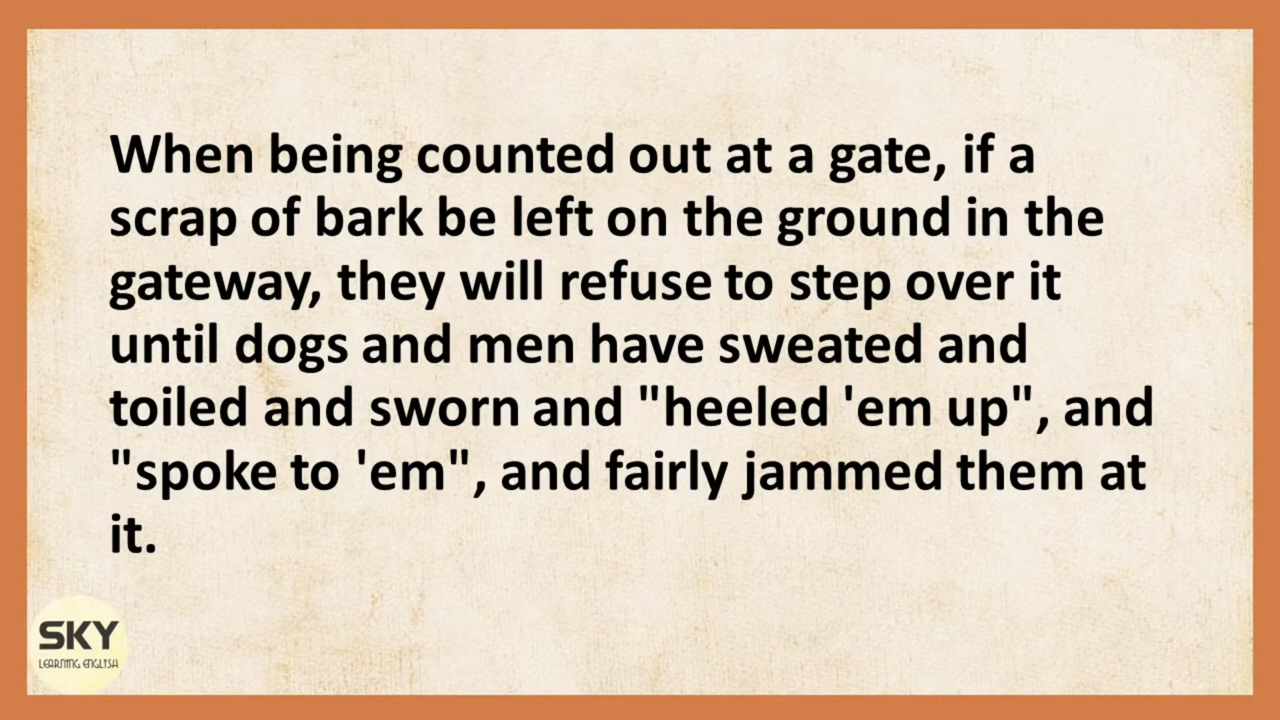 When being counted out at a gate, if a
scrap of bark be left on the ground in the
gateway, they will refuse to step over it
until dogs and men have sweated and
toiled and sworn and "heeled 'em up", and
"spoke to 'em", and fairly jammed them at
it.
SKY
LEARNING ENGLISH